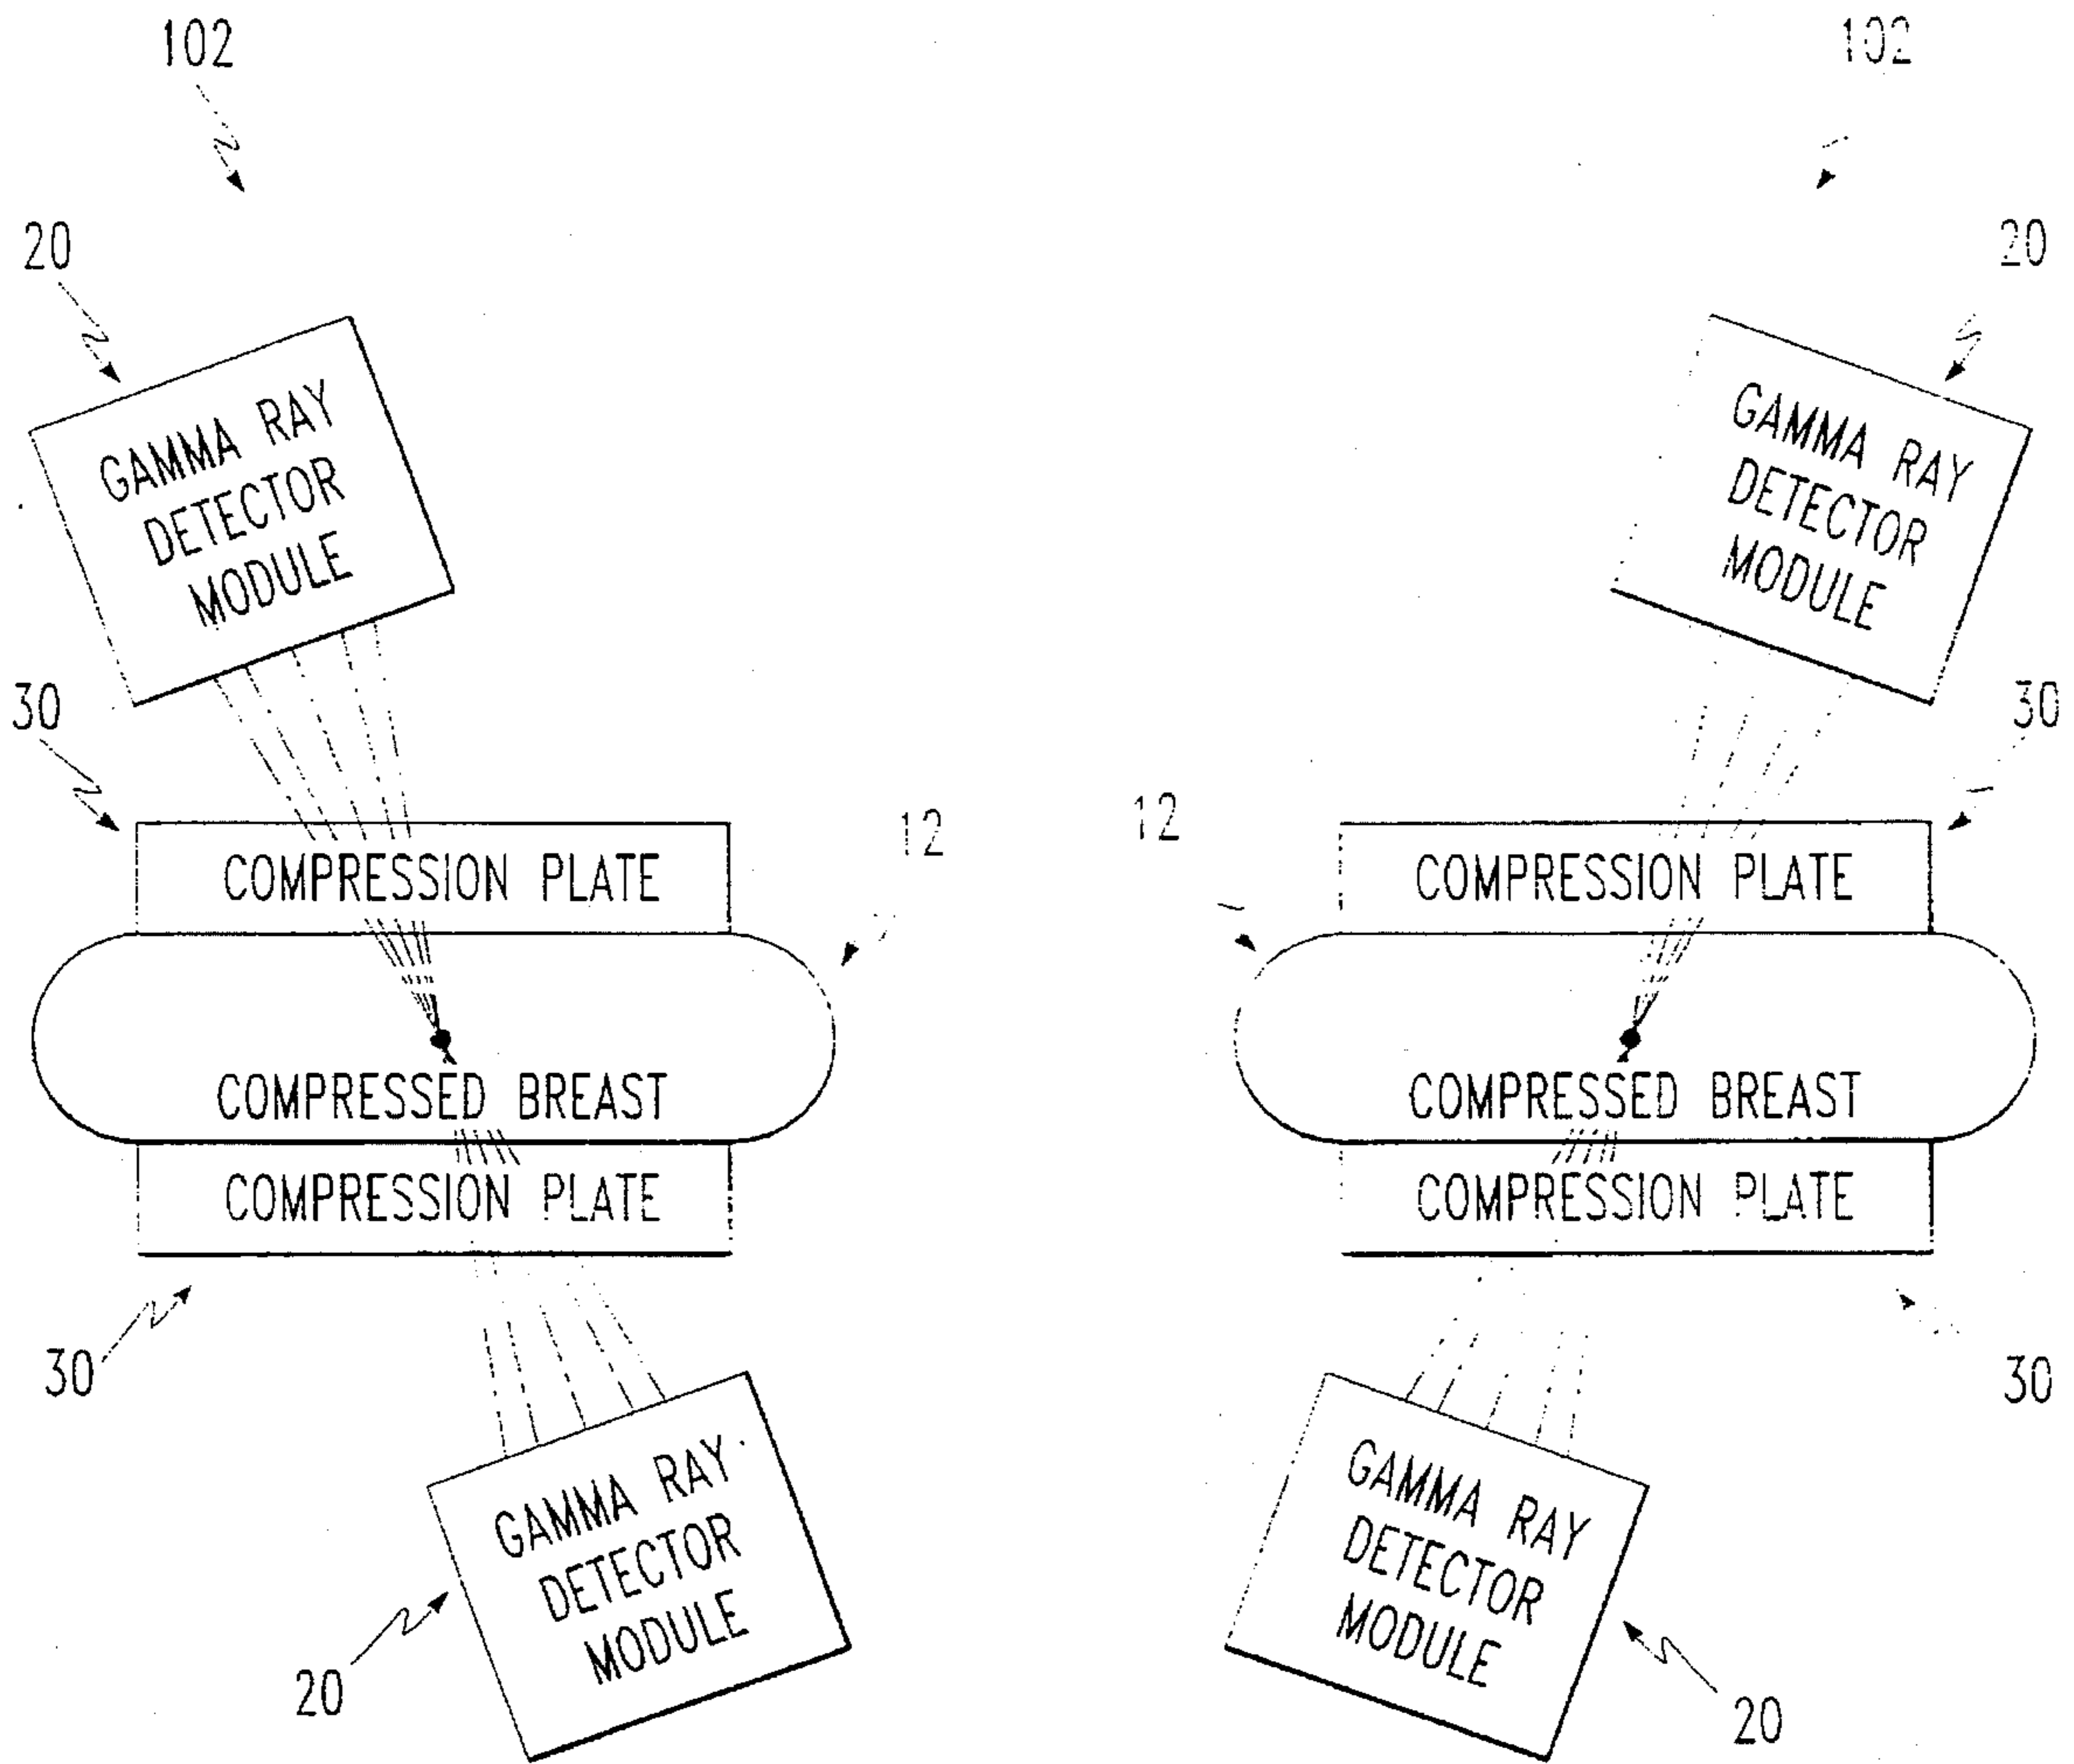 102
20
GAMMA RAY
DETECTOR
MODULE
30
12
COMPRESSION PLATE
COMPRESSED BREAST
COMPRESSION PLATE
30
GAMMA RAY
DETECTOR
MODULE
20
102
20
GAMMA RAY
DETECTOR
MODULE
30
12
COMPRESSION PLATE
COMPRESSED BREAST
COMPRESSION PLATE
30
GAMMA RAY
DETECTOR
MODULE
20